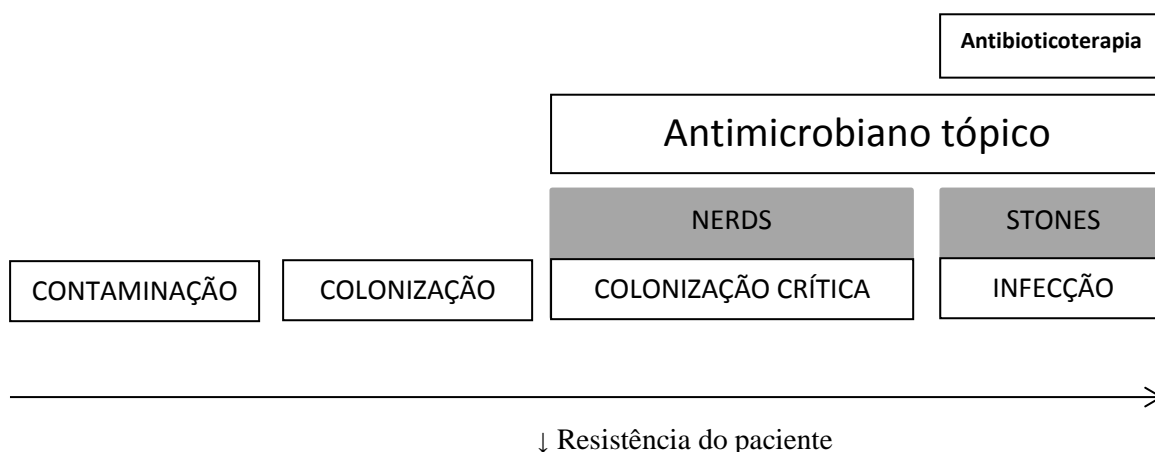 Antibioticoterapia
Antimicrobiano tópico
NERDS
STONES
CONTAMINAÇÃO
COLONIZAÇÃO
COLONIZAÇÃO CRÍTICA
INFECÇÃO
↓ Resistência do paciente